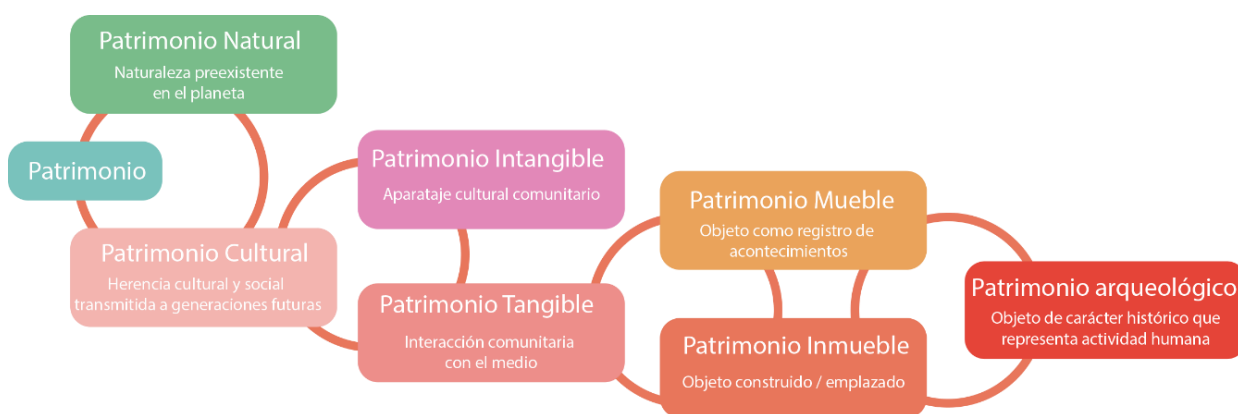 Patrimonio Natural
Naturaleza preexistente
en el planeta
Patrimonio
Patrimonio Cultural
Herencia cultural y social
transmitida a generaciones futuras
Patrimonio Intangible
Aparataje cultural comunitario
Patrimonio Tangible
Interacción comunitaria
con el medio
Patrimonio Mueble
Objeto como registro de
acontecimientos
Patrimonio Inmueble
Objeto construido / emplazado
Patrimonio arqueológico
Objeto de carácter histórico que
representa actividad humana